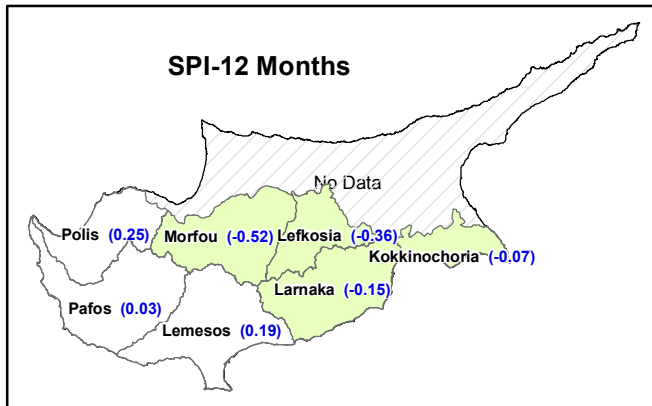 SPI-12 Months
No Data
Polis (0.25)
Morfou (-0.52)
Lefkosia (-0.36)
Kokkinochoria (-0.07)
Larnaka (-0.15)
Pafos (0.03)
Lemesos (0.19)